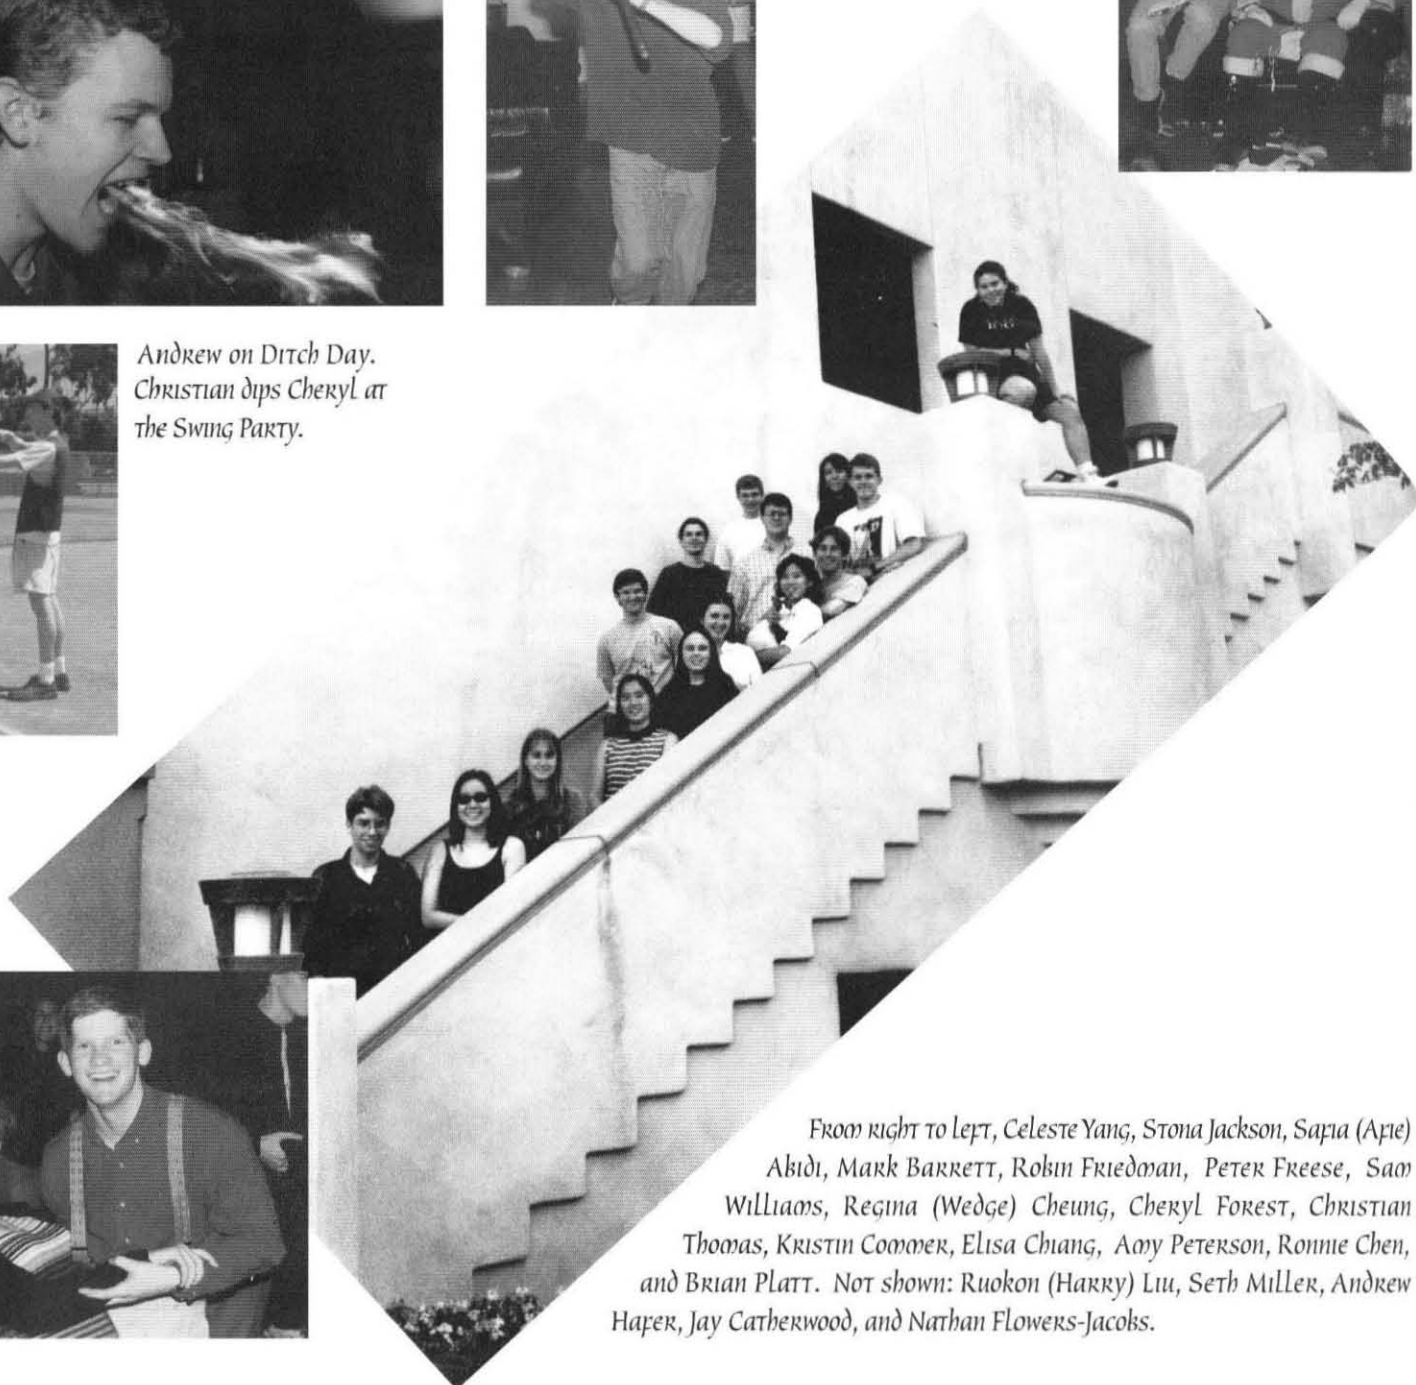 Andrew on Ditch Day.
Christian dips Cheryl at
the Swing Party.
From right to left, Celeste Yang, Stona Jackson, Safia (Afie)
Abidi, Mark Barrett, Robin Friedman, Peter Freese, Sam
Williams, Regina (Wedge) Cheung, Cheryl Forest, Christian
Thomas, Kristin Commer, Elisa Chiang, Amy Peterson, Ronnie Chen,
and Brian Platt. Not shown: Ruokon (Harry) Liu, Seth Miller, Andrew
Hafer, Jay Catherwood, and Nathan Flowers-Jacobs.